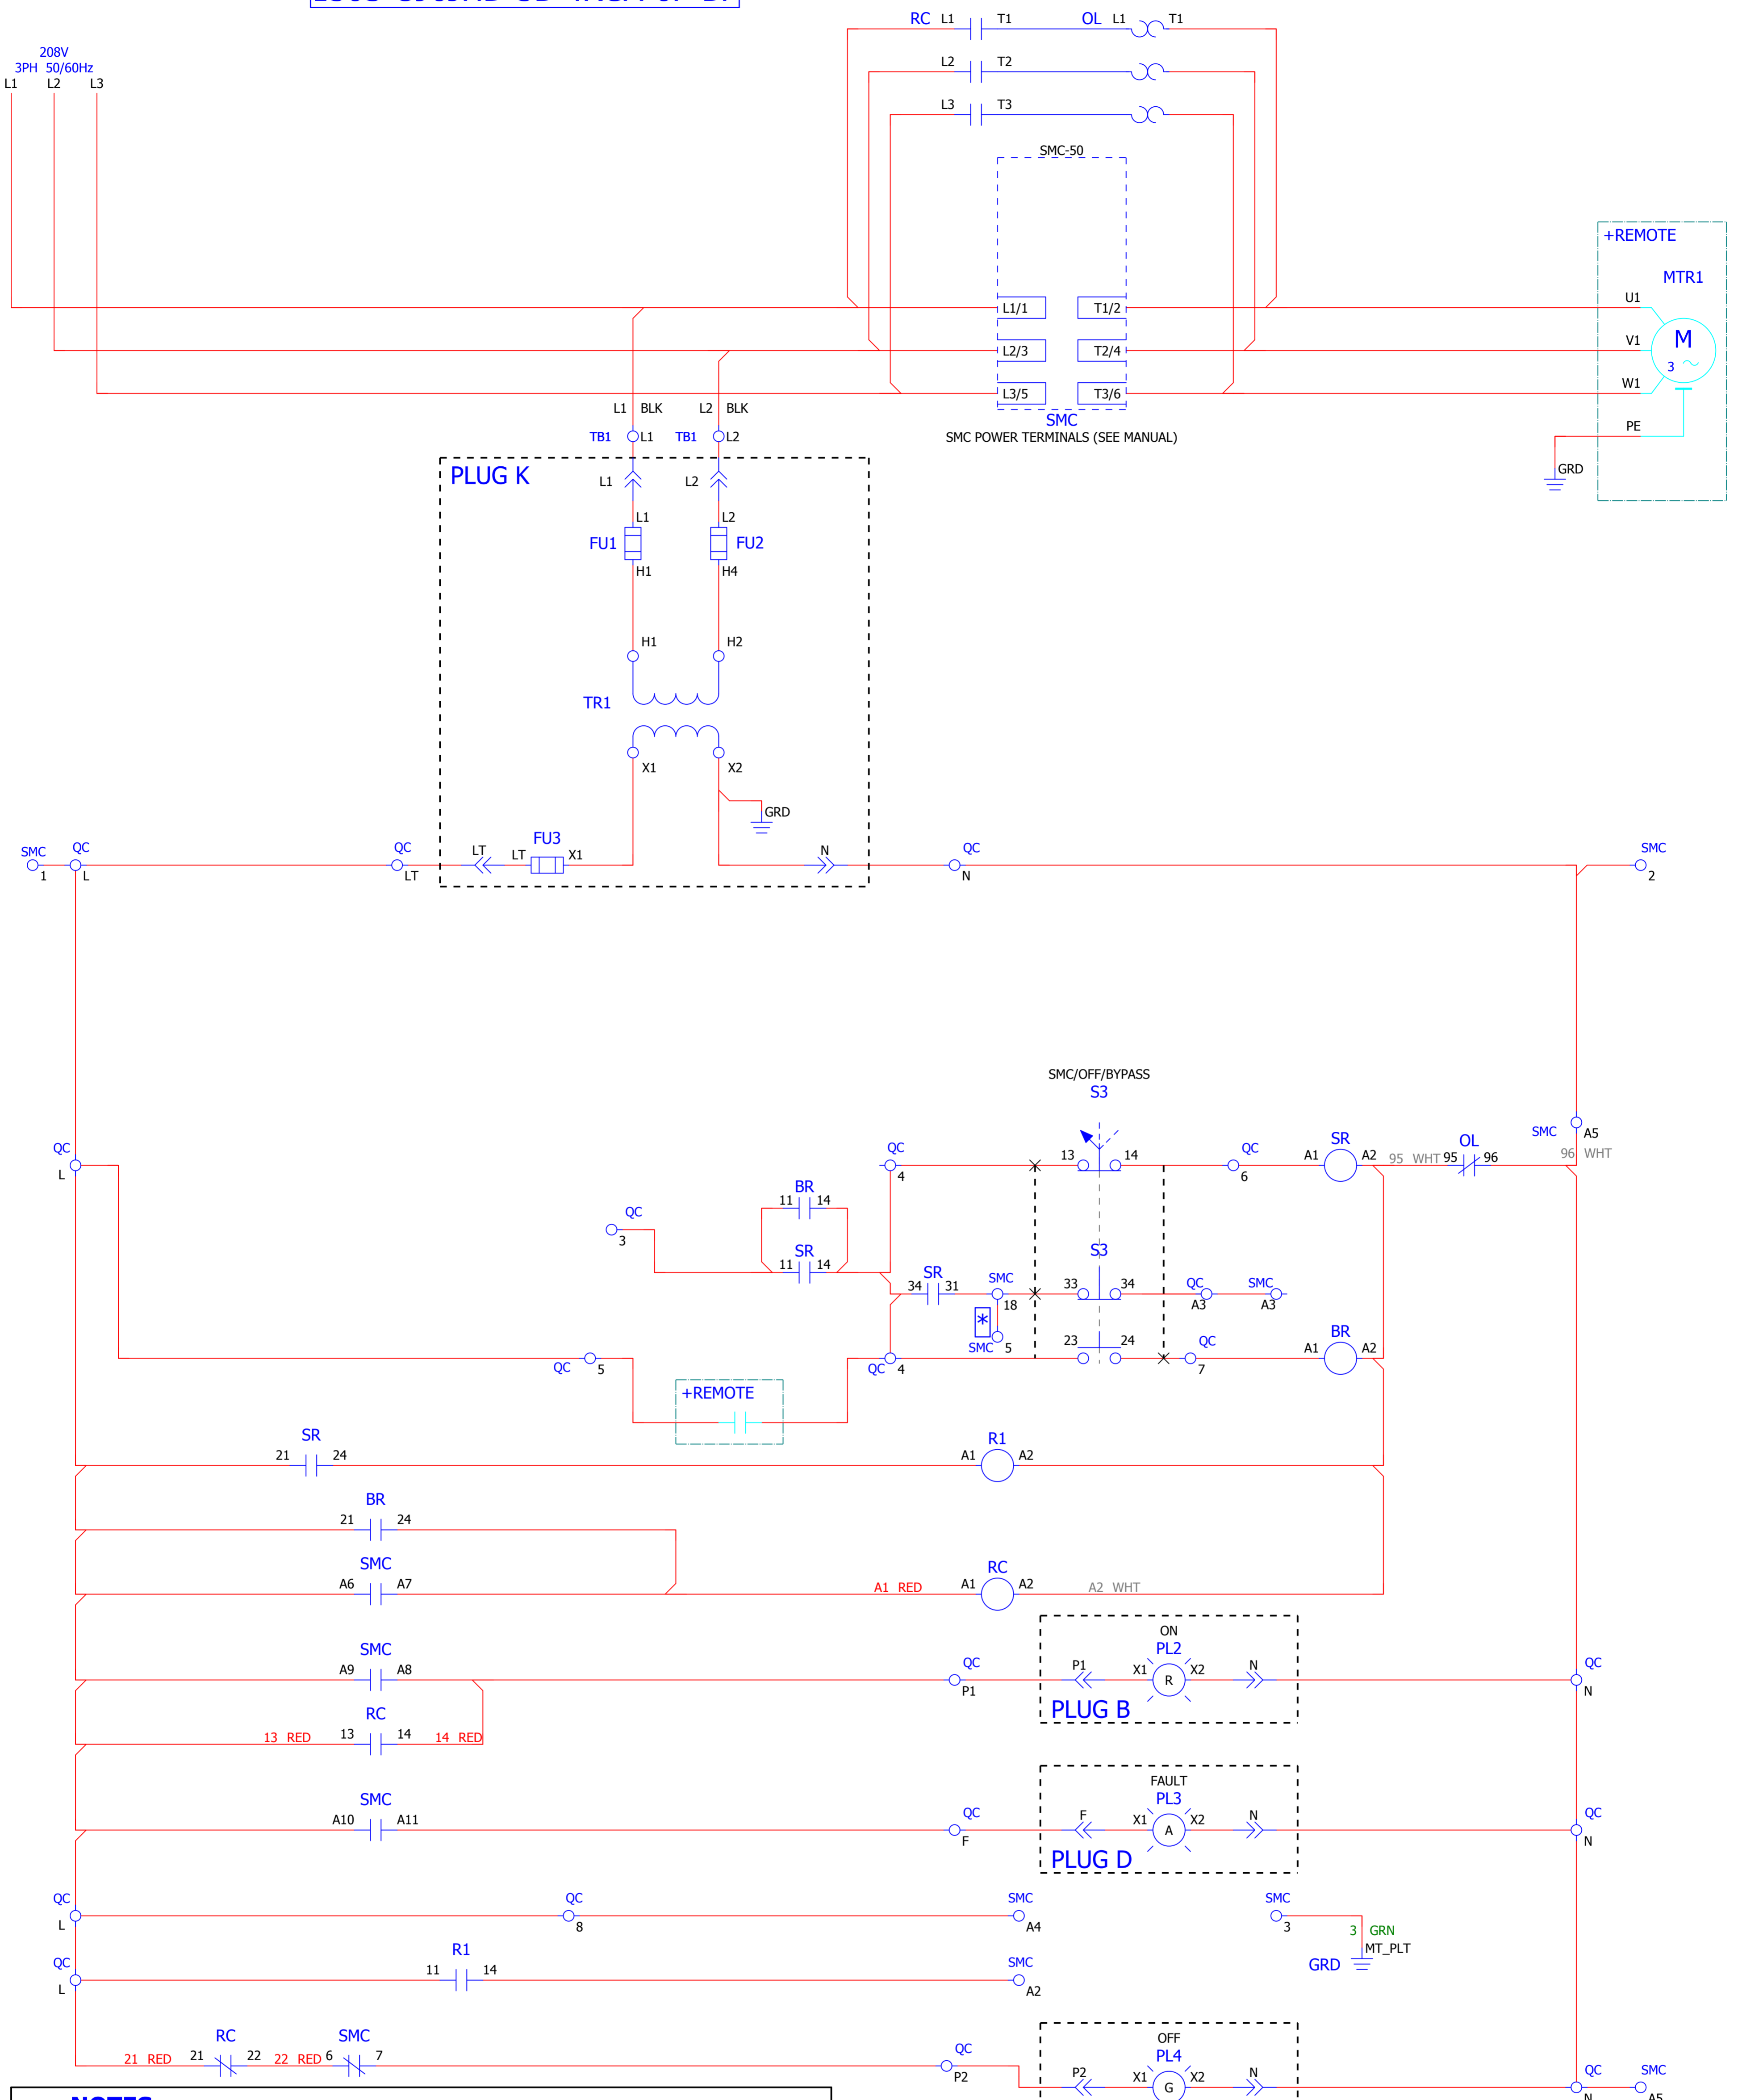 RC L1 T1 OL L1 T1
208V
3PH 50/60Hz
L1 L2 L3
L2 T2
L3 T3
SMC-50
+REMOTE
MTR1
L1/1 T1/2 U1
L2/3 T2/4 V1 M
3
L3/5 T3/6 W1
L1 BLK L2 BLK
SMC
PE
TB1 L1 TB1 L2
SMC POWER TERMINALS (SEE MANUAL)
PLUG K
L1 L2
GRD
L1 L2
FU1 FU2
H1 H4
H1 H2
TR1
X1 X2
GRD
FU3
SMC QC QC LT LT X1 N QC SMC
1 L LT N 2
SMC/OFF/BYPASS
S3
SMC A5
QC QC 13 14 QC SR OL
L 4 6 A1 A2 95 WHT 95 96 96 WHT
BR
11 14
QC
3
SR
11 14
S3
SR
34 31 SMC 33 34 QC SMC
18 A3 A3
*
SMC 5
23 24 QC BR
QC 5 QC 4 7 A1 A2
+REMOTE
SR R1
21 24 A1 A2
BR
21 24
SMC RC
A6 A7 A1 RED A1 A2 A2 WHT
ON
SMC QC PL2 QC
A9 A8 P1 P1 X1 R X2 N N
PLUG B
RC
13 RED 13 14 14 RED
FAULT
SMC QC PL3 QC
A10 A11 F F X1 A X2 N N
PLUG D
QC QC SMC SMC
L 8 A4 3
3 GRN
MT_PLT
GRD
QC R1 SMC
L 11 14 A2
OFF
RC SMC QC PL4 QC SMC
21 RED 21 22 22 RED 6 7 P2 P2 X1 G X2 N N A5